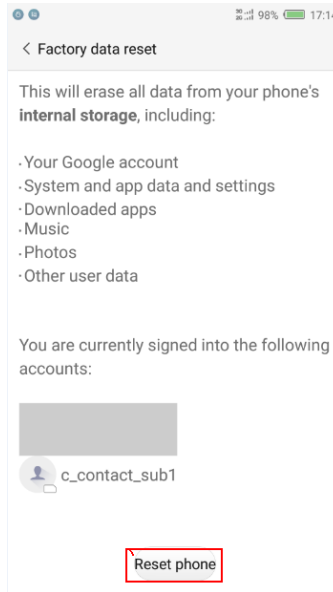 98% 17:14
< Factory data reset
This will erase all data from your phone's
internal storage, including:
· Your Google account
· System and app data and settings
· Downloaded apps
· Music
· Photos
· Other user data
You are currently signed into the following
accounts:
c_contact_sub1
Reset phone